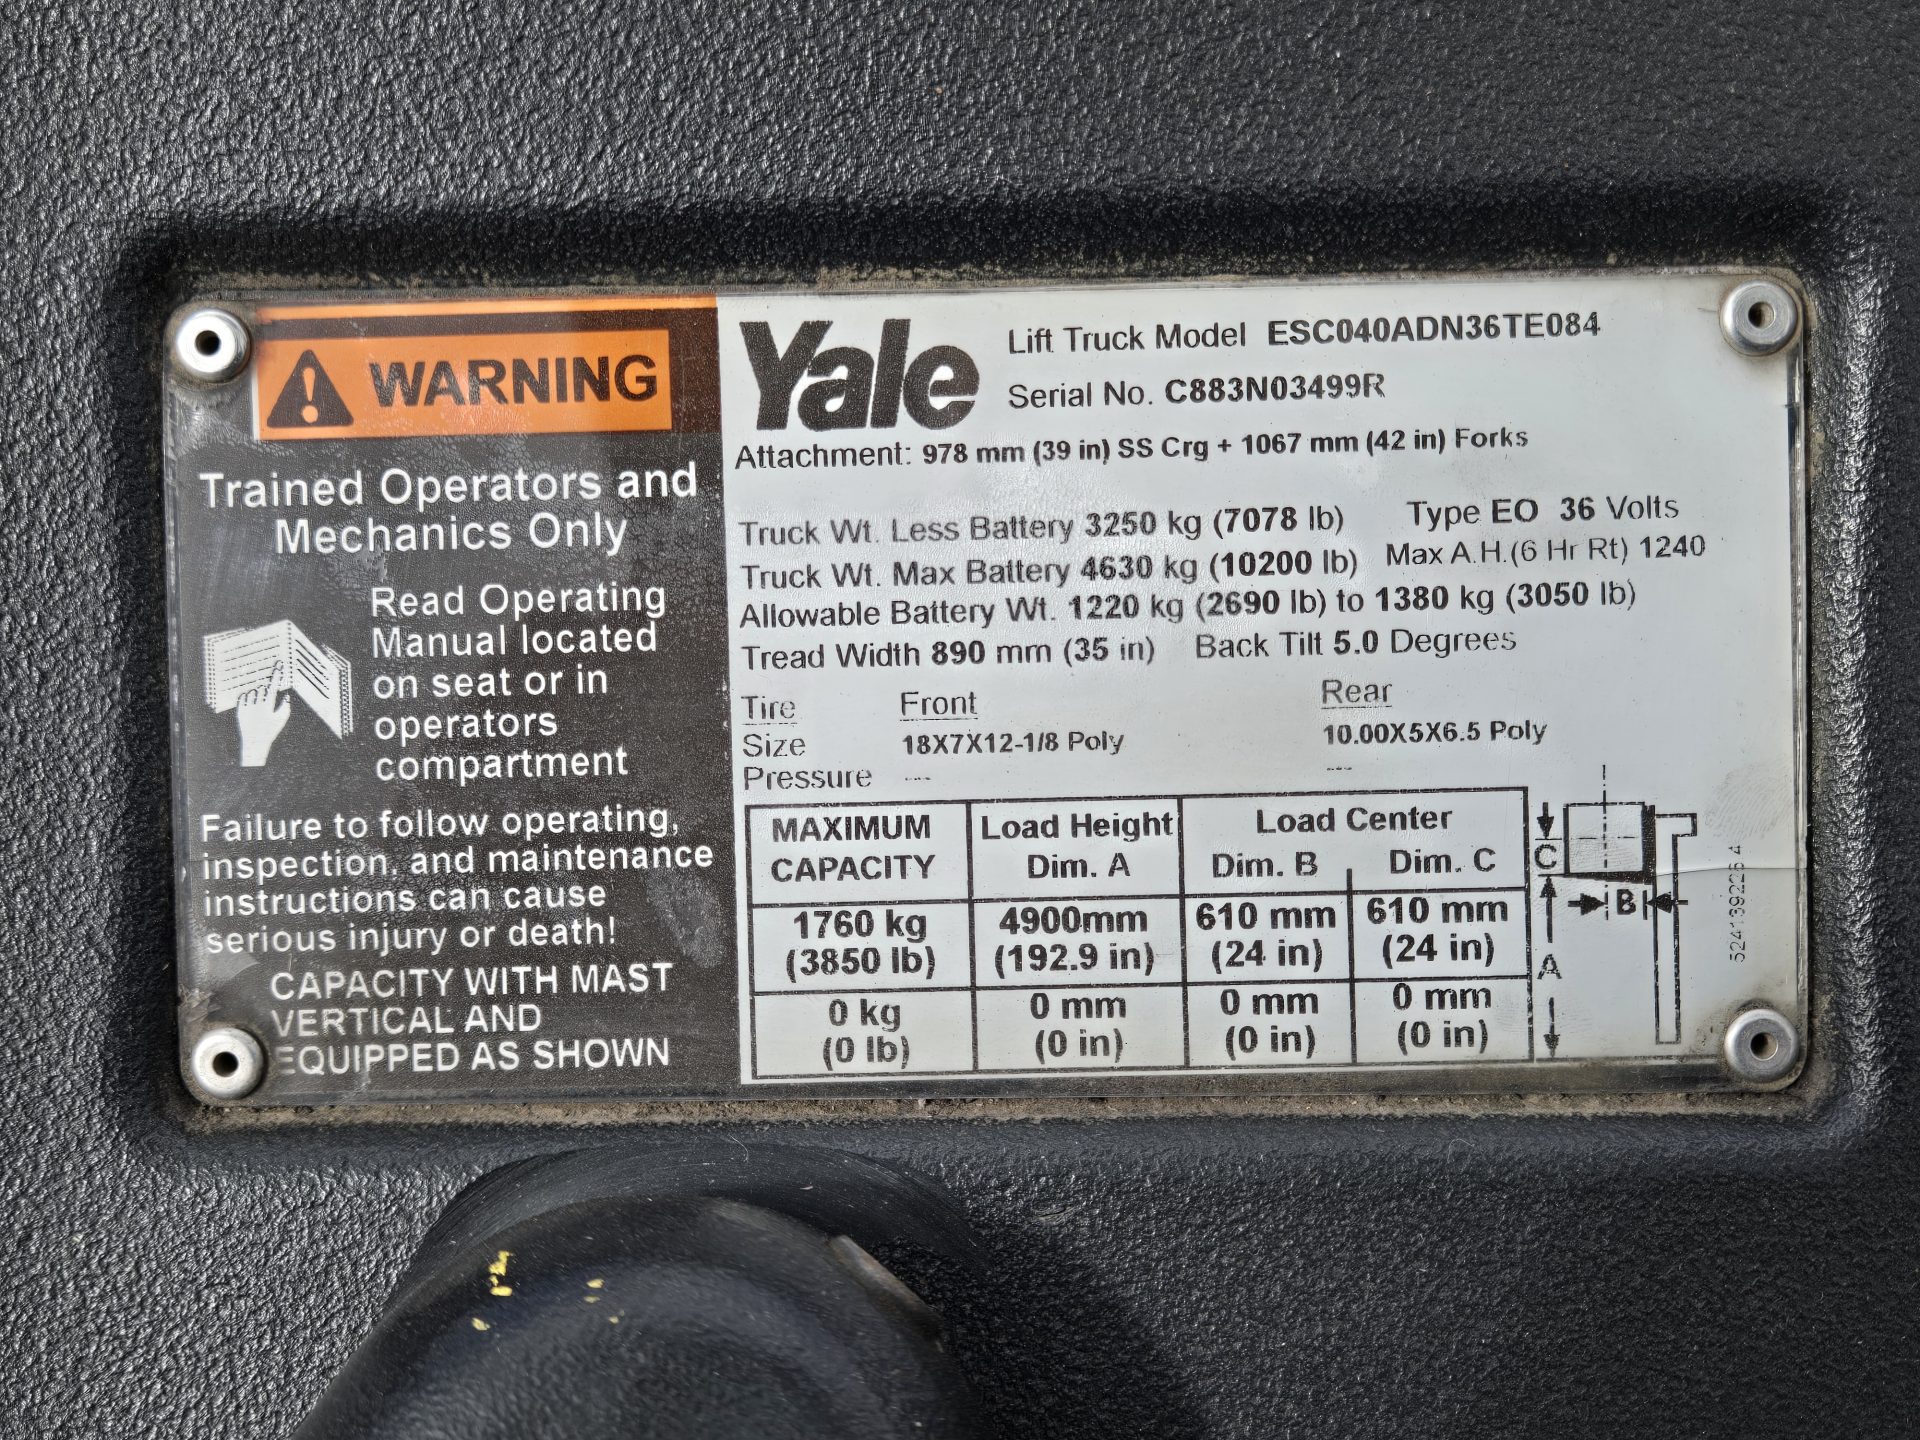 WARNING
Trained Operators and
Mechanics Only
Read Operating
Manual located
on seat or in
operators
compartment
Failure to follow operating,
inspection, and maintenance
instructions can cause
serious injury or death!
CAPACITY WITH MAST
VERTICAL AND
EQUIPPED AS SHOWN
Yale
Lift Truck Model ESC040ADN36TE084
Serial No. C883N03499R
Attachment: 978 mm (39 in) SS Crg + 1067 mm (42 in) Forks
Truck Wt. Less Battery 3250 kg (7078 lb) Type EO 36 Volts
Truck Wt. Max Battery 4630 kg (10200 lb) Max A.H.(6 Hr Rt) 1240
Allowable Battery Wt. 1220 kg (2690 lb) to 1380 kg (3050 lb)
Tread Width 890 mm (35 in) Back Tilt 5.0 Degrees
Tire Front Rear
Size 18X7X12-1/8 Poly 10.00X5X6.5 Poly
Pressure --- ---
MAXIMUM Load Height Load Center
CAPACITY Dim. A Dim. B Dim. C
1760 kg 4900mm 610 mm 610 mm
(3850 lb) (192.9 in) (24 in) (24 in)
0 kg 0 mm 0 mm 0 mm
(0 lb) (0 in) (0 in) (0 in)
C
B
A